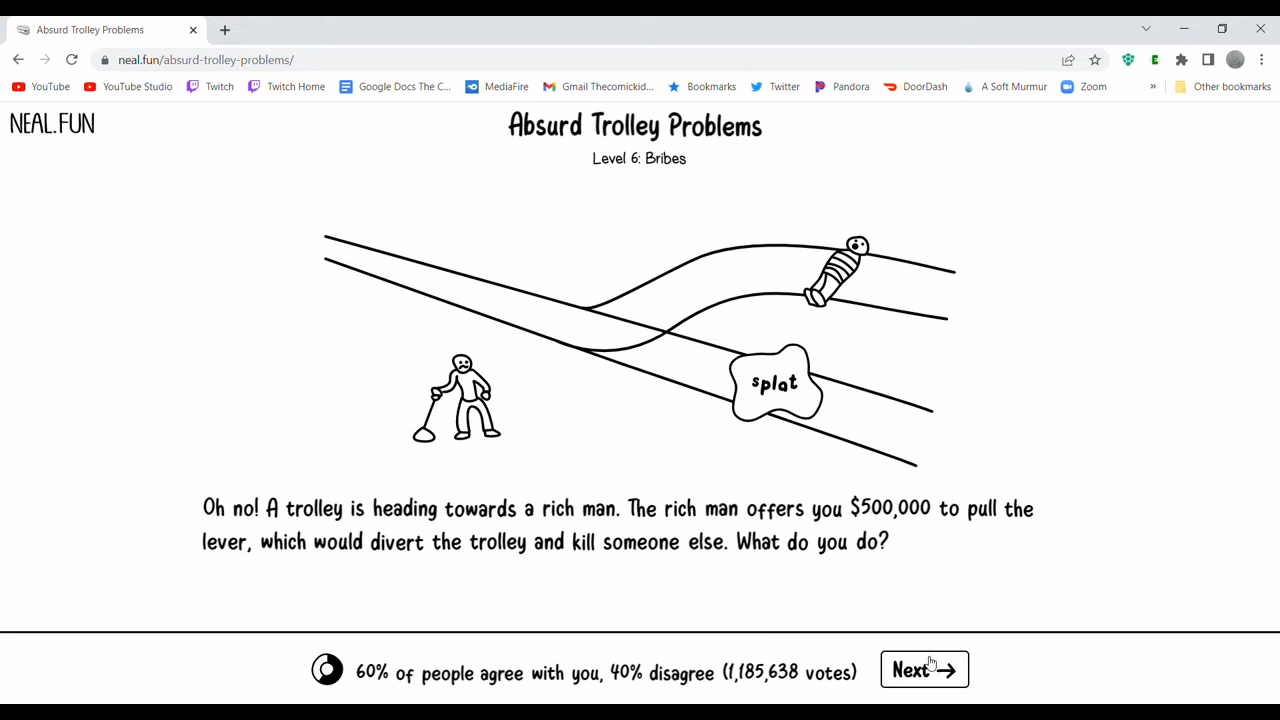 Absurd Trolley Problems
neal.fun/absurd-trolley-problems/
YouTube YouTube Studio Twitch Twitch Home Google Docs The C... MediaFire Gmail Thecomickid... Bookmarks Twitter Pandora DoorDash A Soft Murmur Zoom » Other bookmarks
NEAL.FUN
Absurd Trolley Problems
Level 6: Bribes
splat
Oh no! A trolley is heading towards a rich man. The rich man offers you $500,000 to pull the
lever, which would divert the trolley and kill someone else. What do you do?
60% of people agree with you, 40% disagree (1,185,638 votes)
Next→